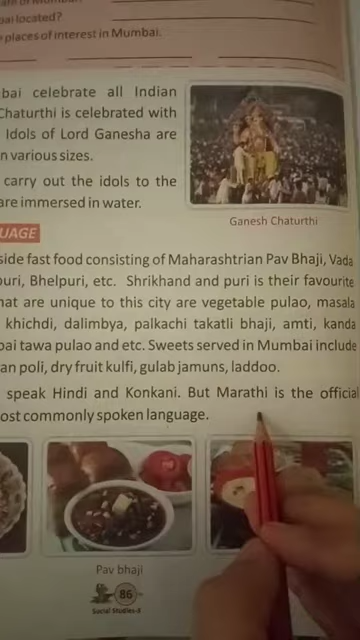 bai located?
places of interest in Mumbai.
bai celebrate all Indian
Chaturthi is celebrated with
Idols of Lord Ganesha are
n various sizes.
carry out the idols to the
are immersed in water.
Ganesh Chaturthi
UAGE
side fast food consisting of Maharashtrian Pav Bhaji, Vada
puri, Bhelpuri, etc. Shrikhand and puri is their favourite
hat are unique to this city are vegetable pulao, masala
khichdi, dalimbya, palkachi takatli bhaji, amti, kanda
bai tawa pulao and etc. Sweets served in Mumbai include
an poli, dry fruit kulfi, gulab jamuns, laddoo.
speak Hindi and Konkani. But Marathi is the official
ost commonly spoken language.
Pav bhaji
86